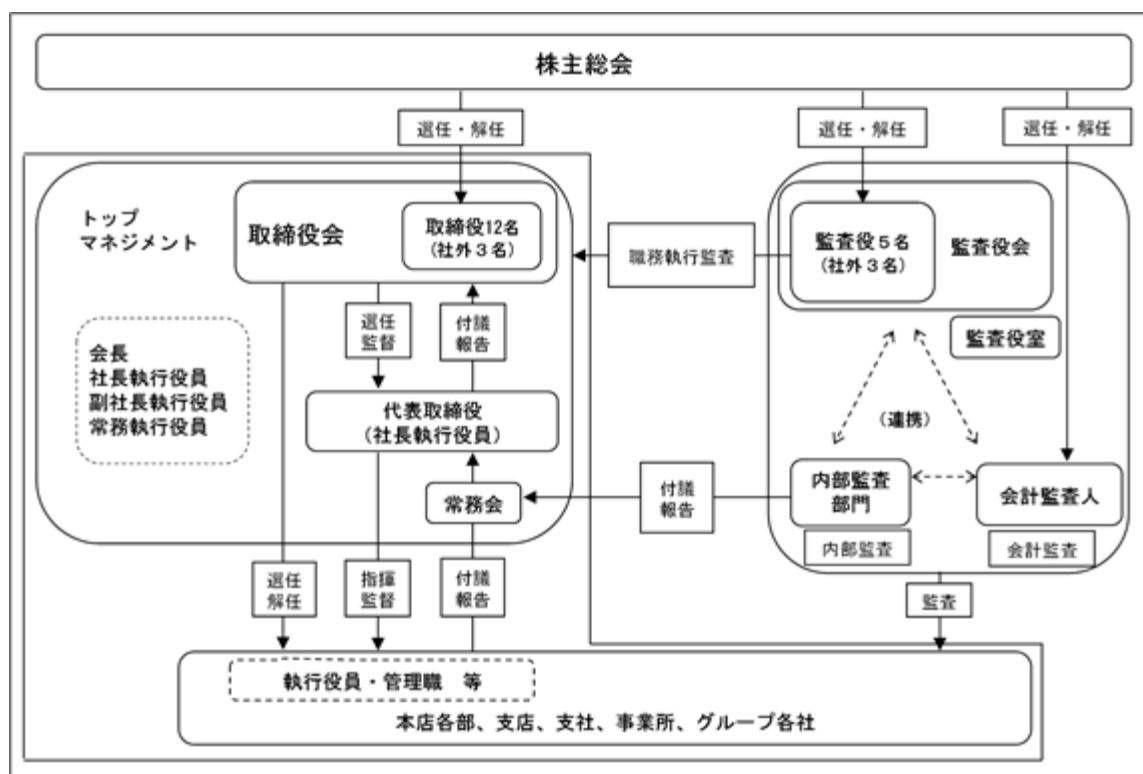 株主総会
選任・解任
選任・解任
選任・解任
トップ
マネジメント
取締役会
取締役12名
(社外3名)
職務執行監査
監査役5名
(社外3名)
監査役会
選任
監督
付議
報告
監査役室
会長
社長執行役員
副社長執行役員
常務執行役員
代表取締役
(社長執行役員)
(連携)
常務会
付議
報告
内部監査
部門
会計監査人
内部監査
会計監査
選任
解任
指揮
監督
付議
報告
監査
執行役員・管理職 等
本店各部、支店、支社、事業所、グループ各社